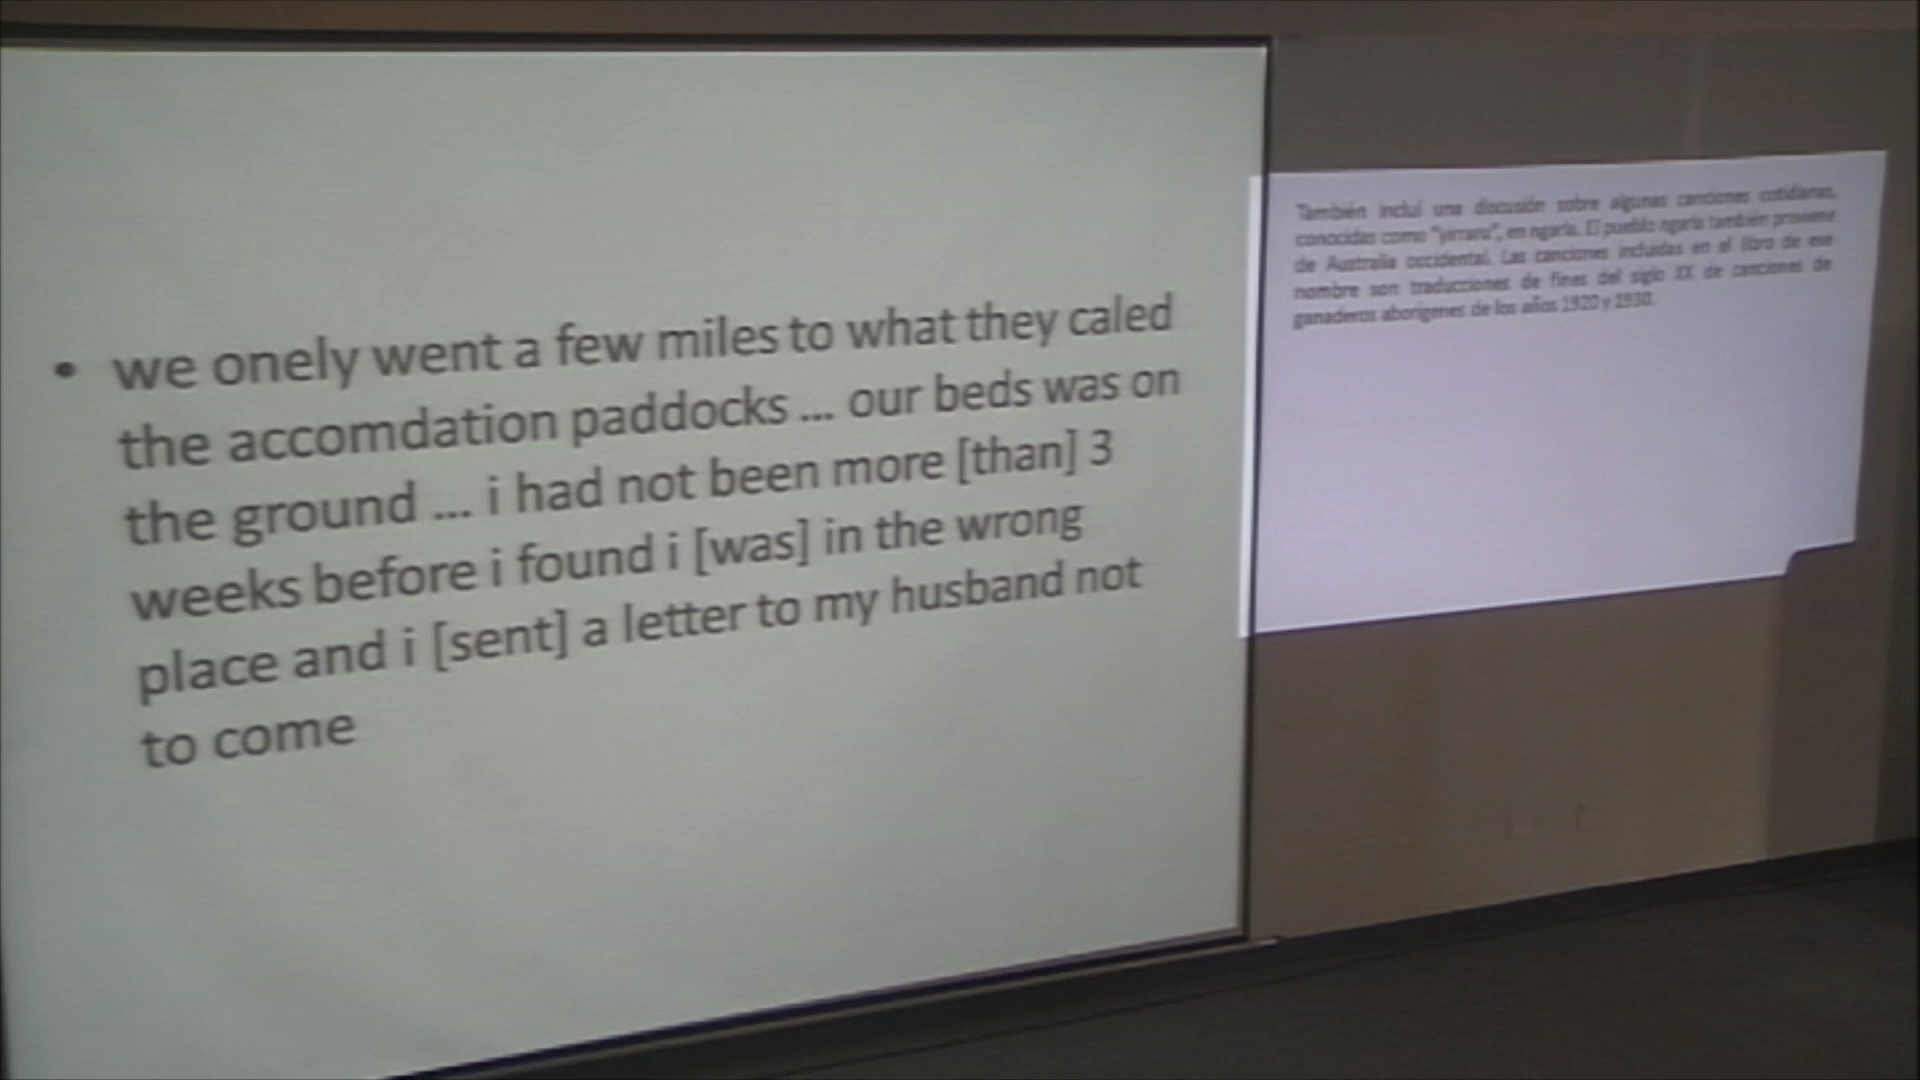 • we onely went a few miles to what they caled
the accomdation paddocks ... our beds was on
the ground ... i had not been more [than] 3
weeks before i found i [was] in the wrong
place and i [sent] a letter to my husband not
to come
También incluí una discusión sobre algunas canciones cotidianas,
conocidas como "yirraru", en ngarla. El pueblo ngarla también proviene
de Australia occidental. Las canciones incluidas en el libro de ese
nombre son traducciones de fines del siglo XX de canciones de
ganaderos aborígenes de los años 1920 y 1930.